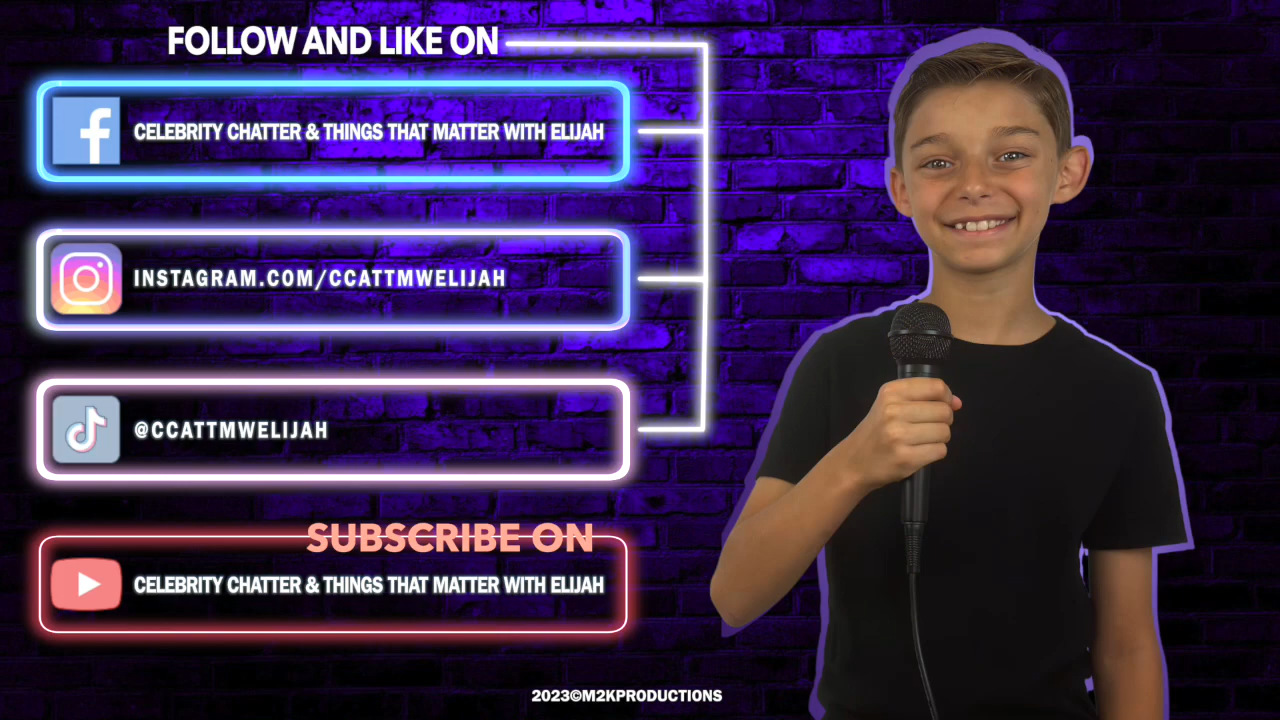 FOLLOW AND LIKE ON
CELEBRITY CHATTER & THINGS THAT MATTER WITH ELIJAH
INSTAGRAM.COM/CCATTMWELIJAH
@CCATTMWELIJAH
SUBSCRIBE ON
CELEBRITY CHATTER & THINGS THAT MATTER WITH ELIJAH
2023©M2KPRODUCTIONS